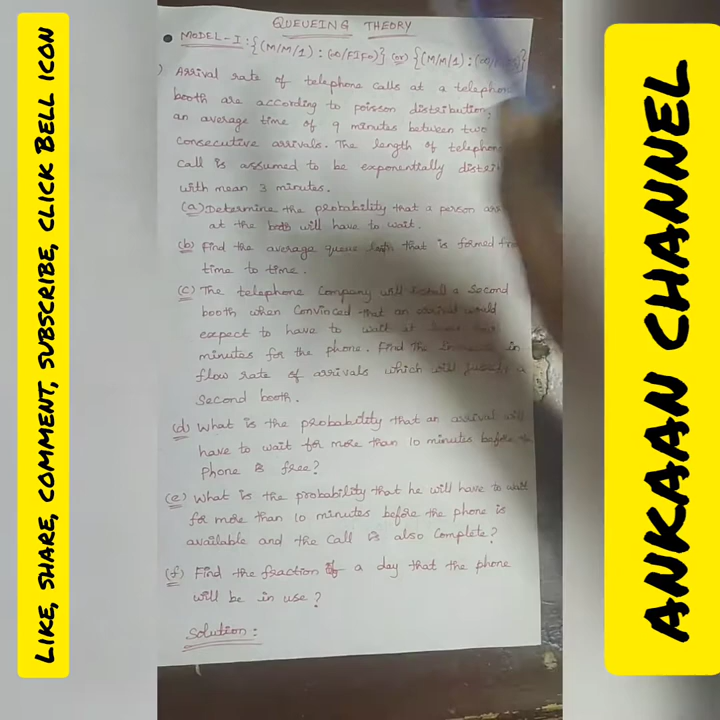 LIKE, SHARE, COMMENT, SUBSCRIBE, CLICK BELL ICON
QUEUEING THEORY
MODEL-I: {(M/M/1) : (∞/FIFO)} (or) {(M/M/1) : (∞/
) Arrival rate of telephone calls at a telephone
booth are according to poisson distribution,
an average time of 9 minutes between two
consecutive arrivals. The length of telephone
call is assumed to be exponentially distri
with mean 3 minutes.
(a) Determine the probability that a person arr
at the booth will have to wait.
(b) Find the average queue length that is formed fro
time to time.
(c) The telephone Company will install a Second
booth when Convinced that an arrival would
expect to have to wait at
minutes for the phone. Find the increase in
flow rate of arrivals which will justify a
Second booth.
(d) What is the probability that an arrival will
have to wait for more than 10 minutes before the
phone is free?
(e) What is the probability that he will have to wait
for more than 10 minutes before the phone is
available and the call is also complete?
(f) Find the fraction of a day that the phone
will be in use?
Solution:
ANKAAN CHANNEL